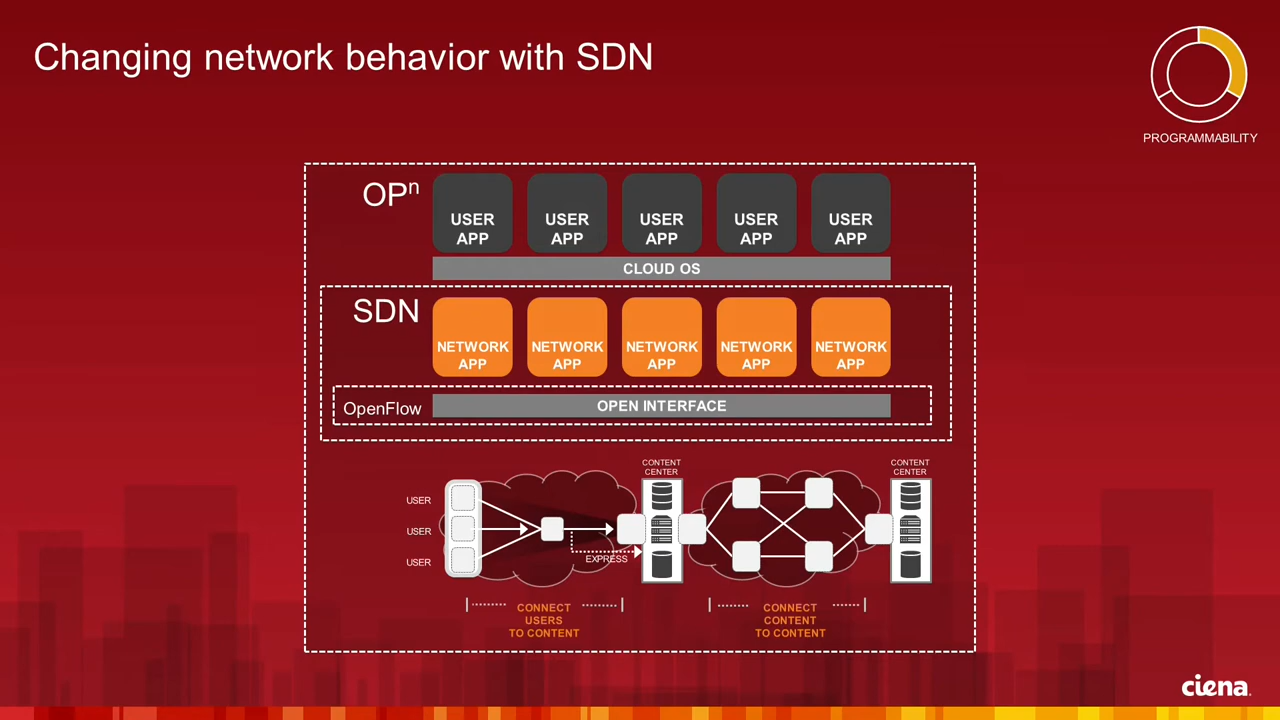 Changing network behavior with SDN
PROGRAMMABILITY
OPⁿ
USER APP
USER APP
USER APP
USER APP
USER APP
CLOUD OS
SDN
NETWORK APP
NETWORK APP
NETWORK APP
NETWORK APP
NETWORK APP
OpenFlow
OPEN INTERFACE
CONTENT
CENTER
CONTENT
CENTER
USER
USER
USER
EXPRESS
CONNECT
USERS
TO CONTENT
CONNECT
CONTENT
TO CONTENT
ciena